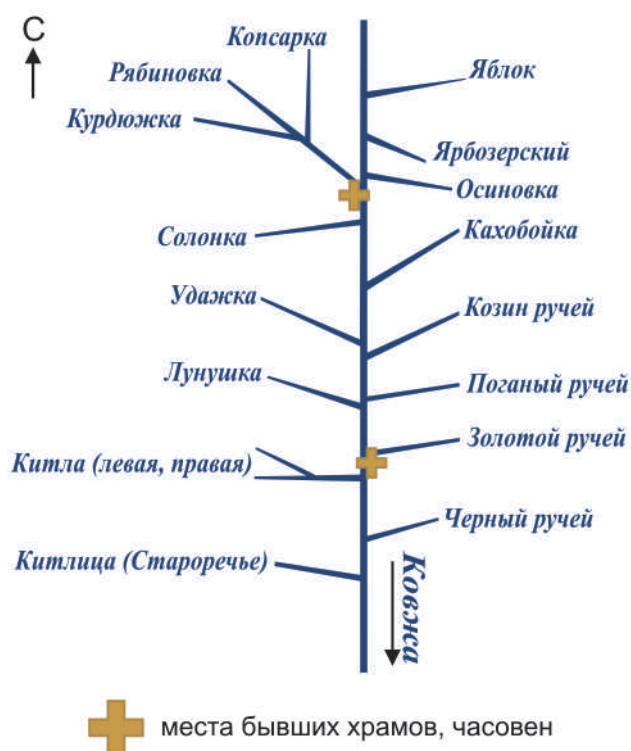 С
Копсарка
Рябиновка
Яблок
Курдюжка
Ярбозерский
Осиновка
Солонка
Кахобойка
Удажка
Козин ручей
Лунушка
Поганый ручей
Золотой ручей
Китла (левая, правая)
Черный ручей
Китлица (Староречье)
Ковжа
места бывших храмов, часовен